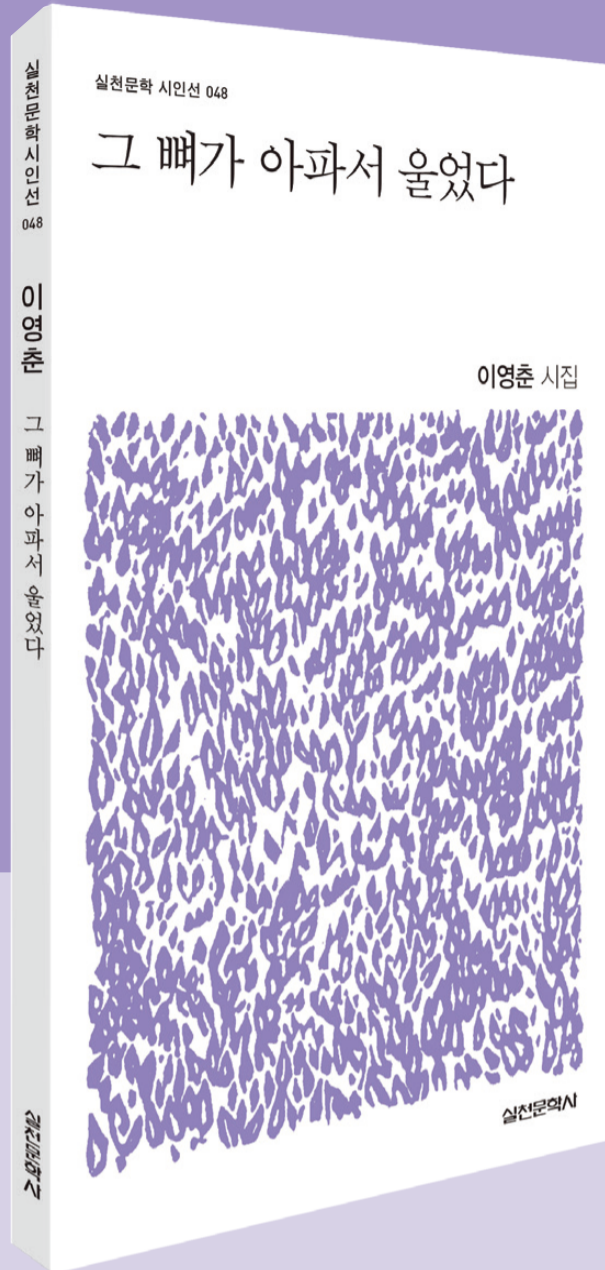 실천문학시인선
048
이영춘
그 뼈가 아파서 울었다
실천문학사
실천문학 시인선 048
그 뼈가 아파서 울었다
이영춘 시집
실천문학사